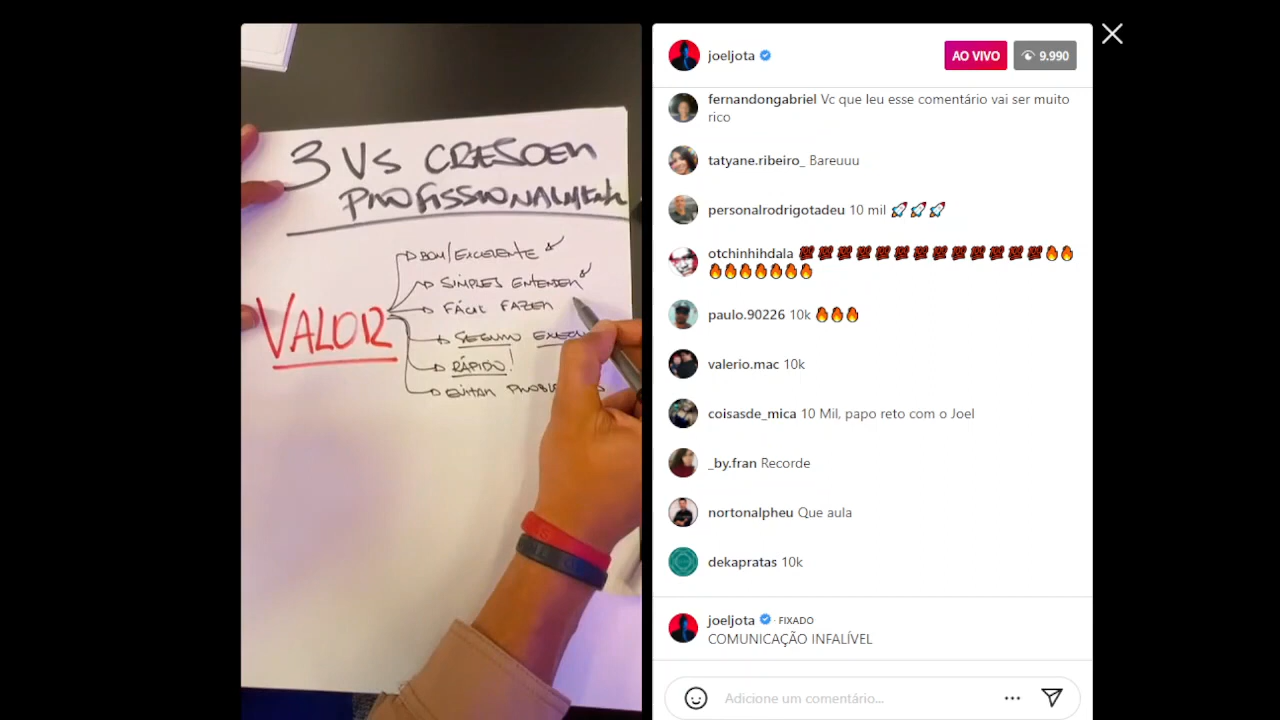 3 Vs CRESCER
PROFISSIONALMENTE
VALOR
BOM/EXCELENTE
SIMPLES ENTENDER
FÁCIL FAZER
SEGURO
RÁPIDO!
EVITAR
joeljota
AO VIVO
9.990
fernandongabriel Vc que leu esse comentário vai ser muito
rico
tatyane.ribeiro_ Bareuuu
personalrodrigotadeu 10 mil 🚀🚀🚀
otchinhihdala 💯💯💯💯💯💯💯💯💯💯💯💯💯🔥🔥
🔥🔥🔥🔥🔥🔥🔥
paulo.90226 10k 🔥🔥🔥
valerio.mac 10k
coisasde_mica 10 Mil, papo reto com o Joel
_by.fran Recorde
nortonalpheu Que aula
dekapratas 10k
joeljota • FIXADO
COMUNICAÇÃO INFALÍVEL
Adicione um comentário...